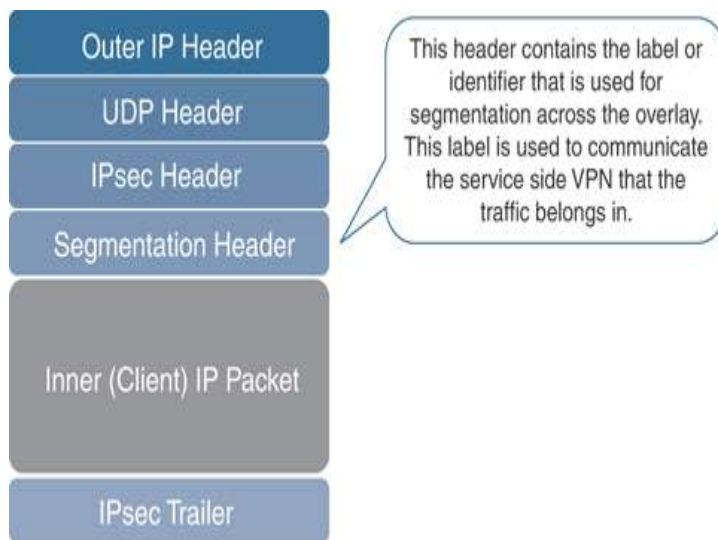 Outer IP Header
UDP Header
IPsec Header
Segmentation Header
Inner (Client) IP Packet
IPsec Trailer
This header contains the label or
identifier that is used for
segmentation across the overlay.
This label is used to communicate
the service side VPN that the
traffic belongs in.